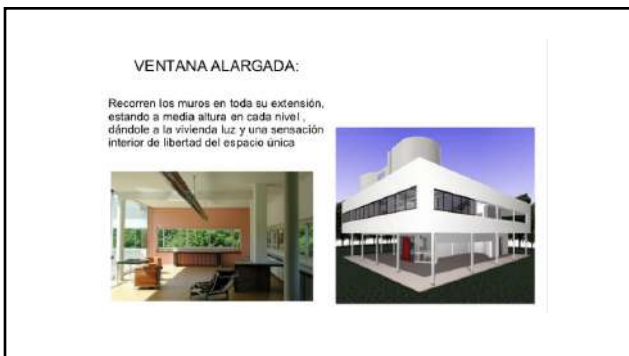 VENTANA ALARGADA:
Recorren los muros en toda su extensión,
estando a media altura en cada nivel ,
dándole a la vivienda luz y una sensación
interior de libertad del espacio única